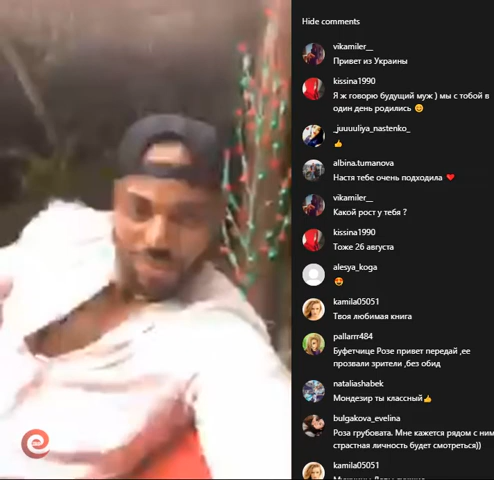 Hide comments
vikamiler__
Привет из Украины
kissina1990
Я ж говорю будущий муж ) мы с тобой в
один день родились 😊
_juuuuliya_nastenko_
👍
albina.tumanova
Настя тебе очень подходила ❤️
vikamiler__
Какой рост у тебя ?
kissina1990
Тоже 26 августа
alesya_koga
😍
kamila05051
Твоя любимая книга
pallarrr484
Буфетчице Розе привет передай ,ее
прозвали зрители ,без обид
nataliashabek
Мондезир ты классный👍
bulgakova_evelina
Роза грубовата. Мне кажется рядом с ним
страстная личность будет смотреться))
kamila05051